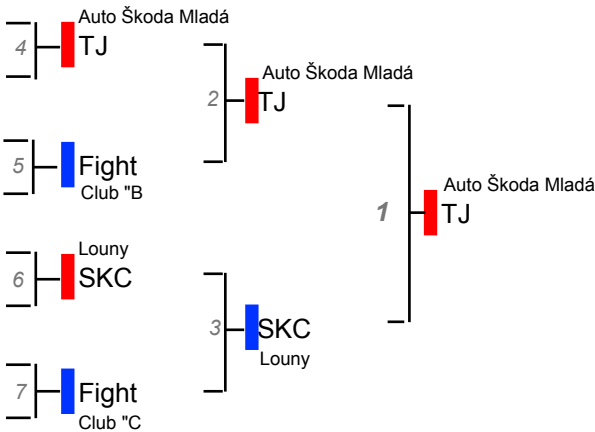 Auto Škoda Mladá
4
TJ
Auto Škoda Mladá
2
TJ
5
Fight
Club "B
Auto Škoda Mladá
1
TJ
Louny
6
SKC
3
SKC
Louny
7
Fight
Club "C